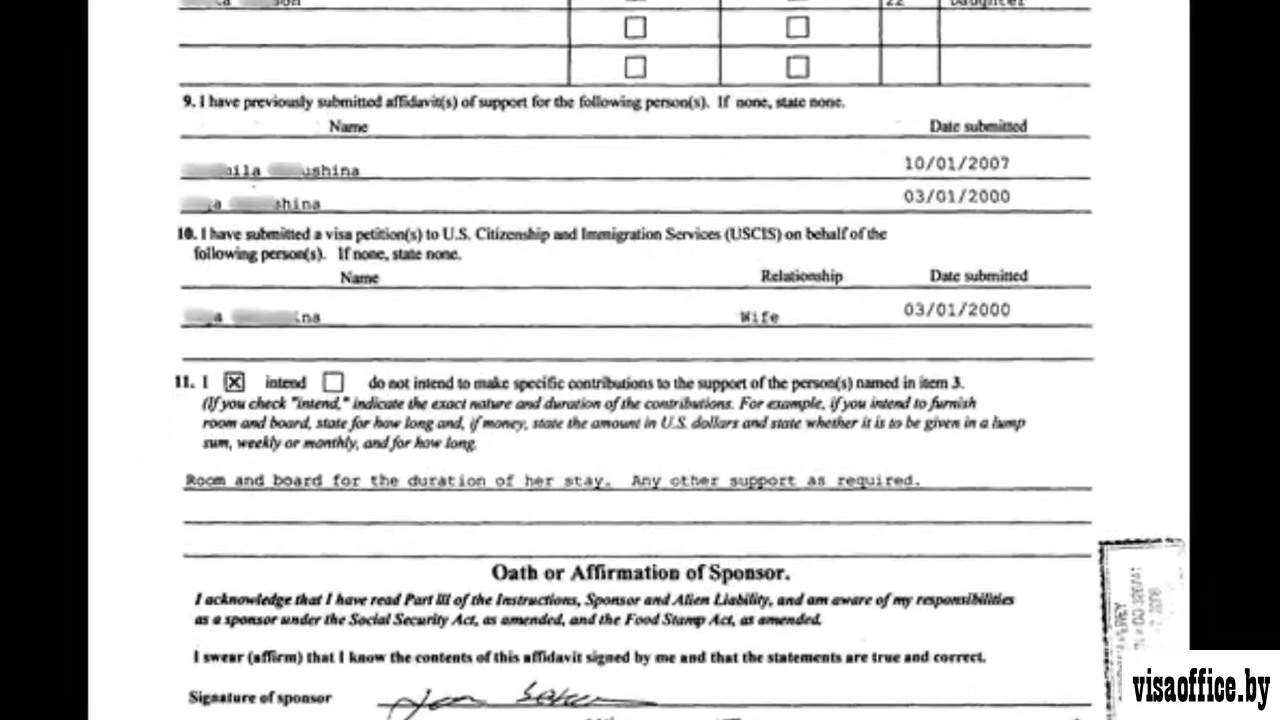 22 Daughter
9. I have previously submitted affidavit(s) of support for the following person(s). If none, state none.
Name Date submitted
aila ushina 10/01/2007
a shina 03/01/2000
10. I have submitted a visa petition(s) to U.S. Citizenship and Immigration Services (USCIS) on behalf of the
following person(s). If none, state none.
Name Relationship Date submitted
a ina Wife 03/01/2000
11. I intend do not intend to make specific contributions to the support of the person(s) named in item 3.
(If you check "intend," indicate the exact nature and duration of the contributions. For example, if you intend to furnish
room and board, state for how long and, if money, state the amount in U.S. dollars and state whether it is to be given in a lump
sum, weekly or monthly, and for how long.
Room and board for the duration of her stay. Any other support as required.
Oath or Affirmation of Sponsor.
I acknowledge that I have read Part III of the Instructions, Sponsor and Alien Liability, and am aware of my responsibilities
as a sponsor under the Social Security Act, as amended, and the Food Stamp Act, as amended.
I swear (affirm) that I know the contents of this affidavit signed by me and that the statements are true and correct.
Signature of sponsor
visaoffice.by